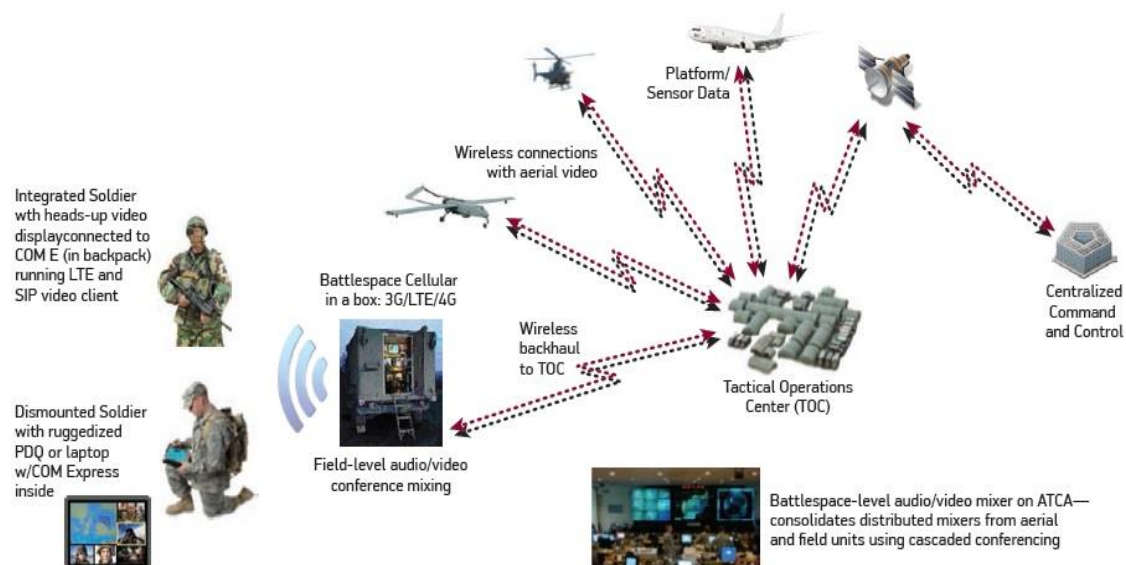 Platform/
Sensor Data
Wireless connections
with aerial video
Integrated Soldier
wth heads-up video
displayconnected to
COM E (in backpack)
running LTE and
SIP video client
Battlespace Cellular
in a box: 3G/LTE/4G
Wireless
backhaul
to TOC
Centralized
Command
and Control
Tactical Operations
Center (TOC)
Dismounted Soldier
with ruggedized
PDQ or laptop
w/COM Express
inside
Field-level audio/video
conference mixing
Battlespace-level audio/video mixer on ATCA—
consolidates distributed mixers from aerial
and field units using cascaded conferencing